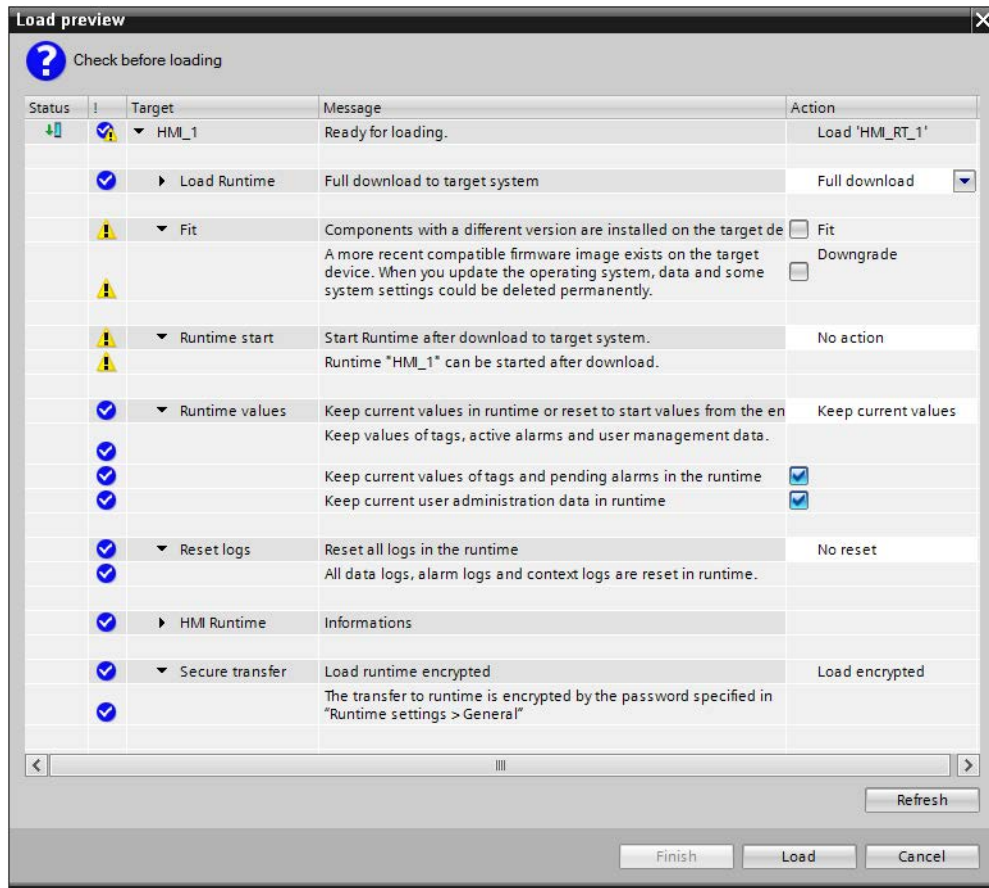 Load preview
Check before loading
Status ! Target Message Action
HMI_1 Ready for loading. Load 'HMI_RT_1'
Load Runtime Full download to target system Full download
Fit Components with a different version are installed on the target de Fit
A more recent compatible firmware image exists on the target Downgrade
device. When you update the operating system, data and some
system settings could be deleted permanently.
Runtime start Start Runtime after download to target system. No action
Runtime "HMI_1" can be started after download.
Runtime values Keep current values in runtime or reset to start values from the en Keep current values
Keep values of tags, active alarms and user management data.
Keep current values of tags and pending alarms in the runtime
Keep current user administration data in runtime
Reset logs Reset all logs in the runtime No reset
All data logs, alarm logs and context logs are reset in runtime.
HMI Runtime Informations
Secure transfer Load runtime encrypted Load encrypted
The transfer to runtime is encrypted by the password specified in
“Runtime settings > General”
Refresh
Finish Load Cancel